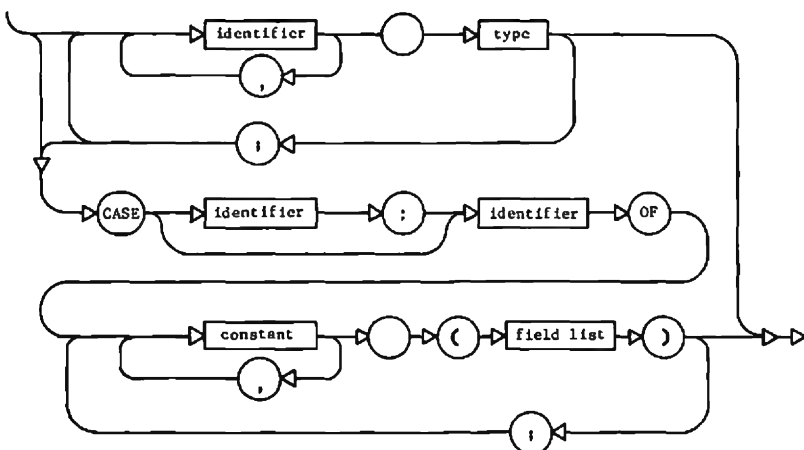 identifier type
,
;
CASE identifier : identifier OF
constant ( field list )
,
;